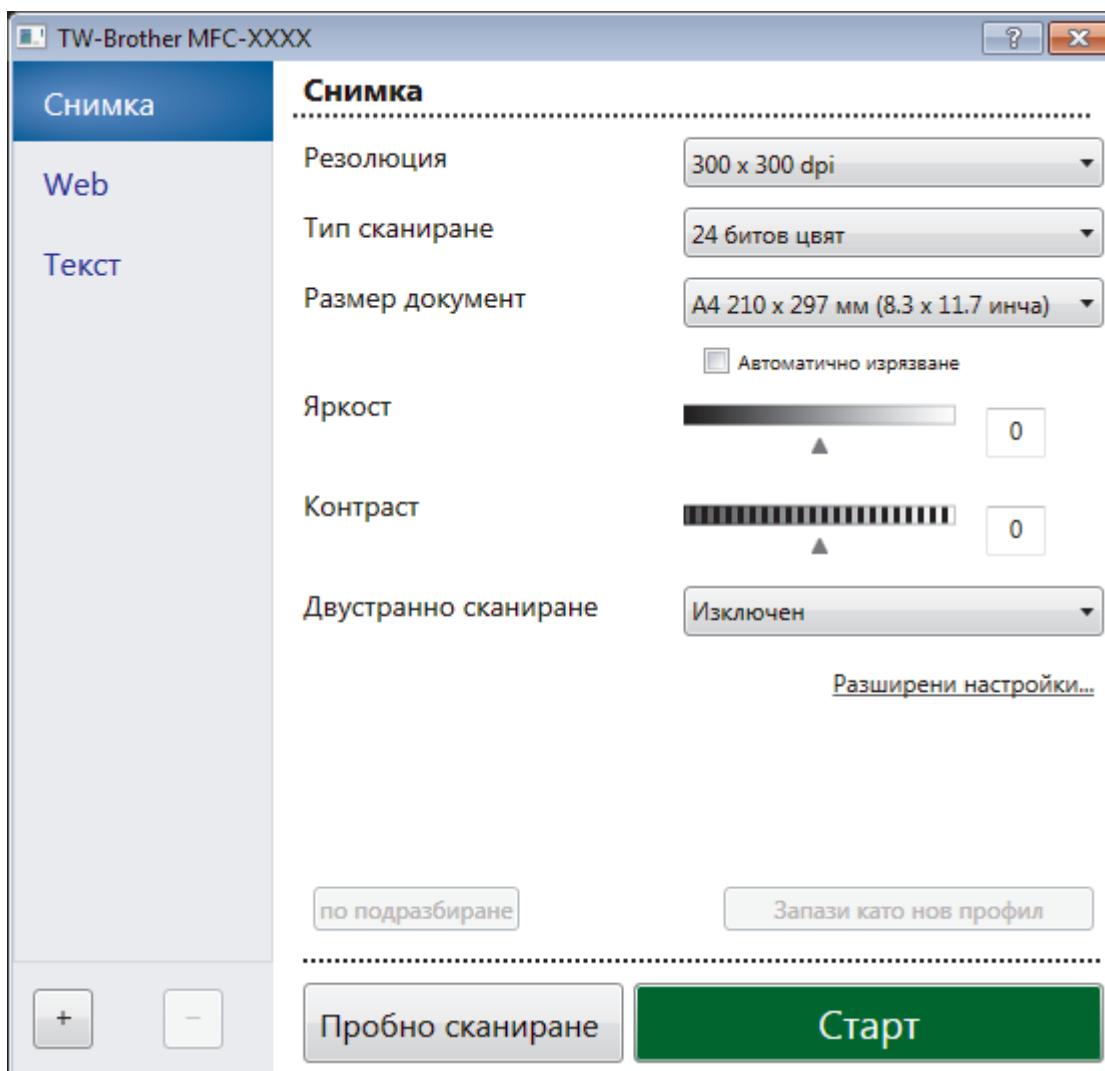 TW-Brother MFC-XXXX
?
Снимка
Web
Текст
Снимка
Резолюция
300 x 300 dpi
Тип сканиране
24 битов цвят
Размер документ
A4 210 x 297 мм (8.3 x 11.7 инча)
Автоматично изрязване
Яркост
0
Контраст
0
Двустранно сканиране
Изключен
Разширени настройки...
по подразбиране
Запази като нов профил
+
−
Пробно сканиране
Старт